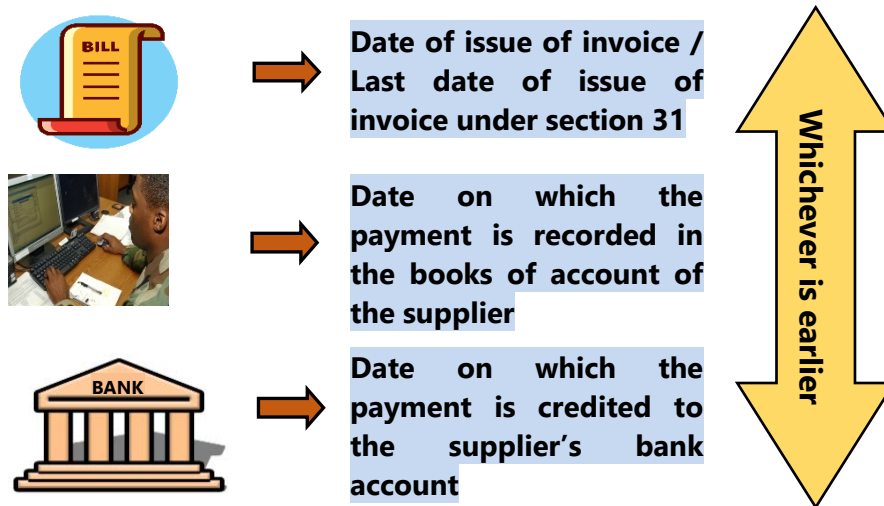 BILL
Date of issue of invoice /
Last date of issue of
invoice under section 31
Date on which the
payment is recorded in
the books of account of
the supplier
BANK
Date on which the
payment is credited to
the supplier’s bank
account
Whichever is earlier